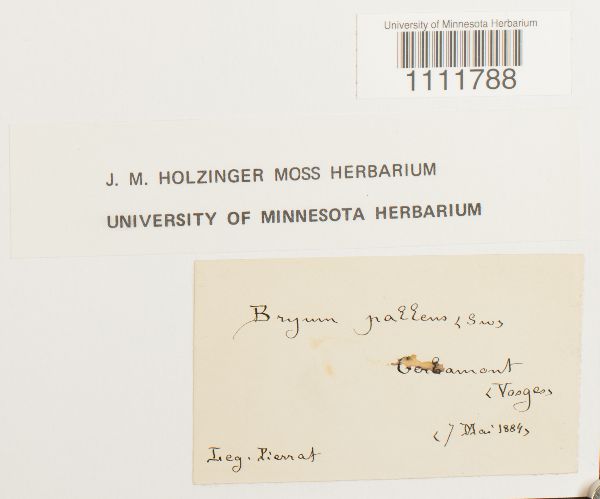 University of Minnesota Herbarium
1111788
J. M. HOLZINGER MOSS HERBARIUM
UNIVERSITY OF MINNESOTA HERBARIUM
Bryum pallens (Sw)
Gerbamont
(Vosges)
(7 Mai 1884)
Leg. Pierrat